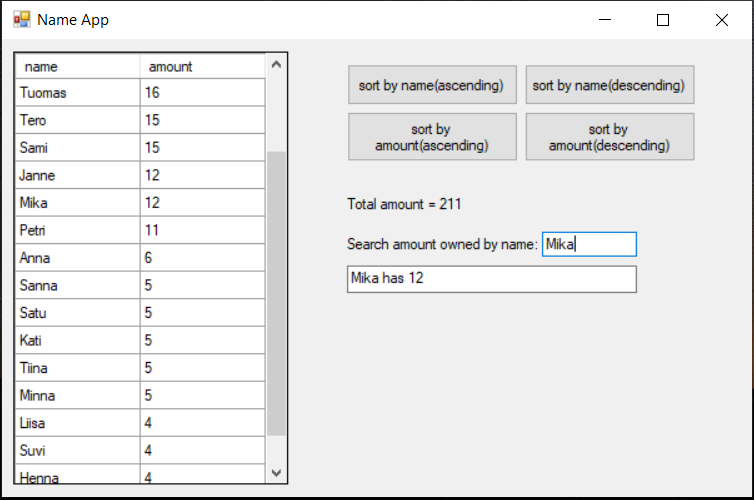 Name App
name amount
Tuomas 16
Tero 15
Sami 15
Janne 12
Mika 12
Petri 11
Anna 6
Sanna 5
Satu 5
Kati 5
Tiina 5
Minna 5
Liisa 4
Suvi 4
Henna 4
sort by name(ascending)
sort by name(descending)
sort by
amount(ascending)
sort by
amount(descending)
Total amount = 211
Search amount owned by name: Mika
Mika has 12